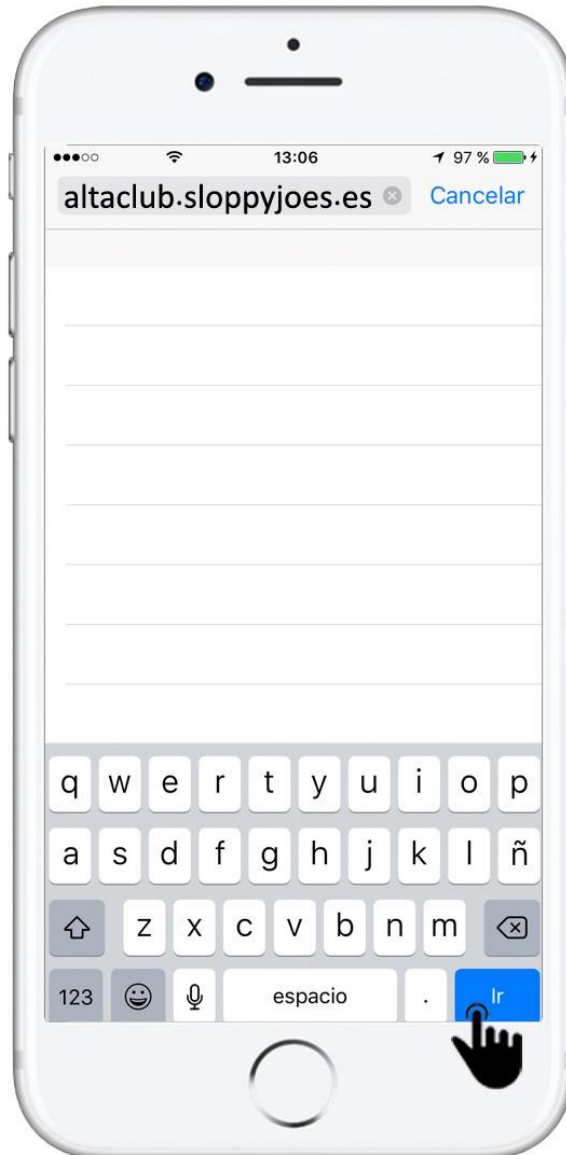 13:06 97 %
altaclub.sloppyjoes.es Cancelar
q w e r t y u i o p
a s d f g h j k l ñ
z x c v b n m
123 espacio . Ir